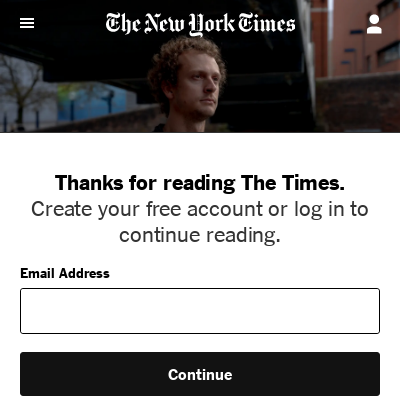 The New York Times
Thanks for reading The Times.
Create your free account or log in to
continue reading.
Email Address
Continue